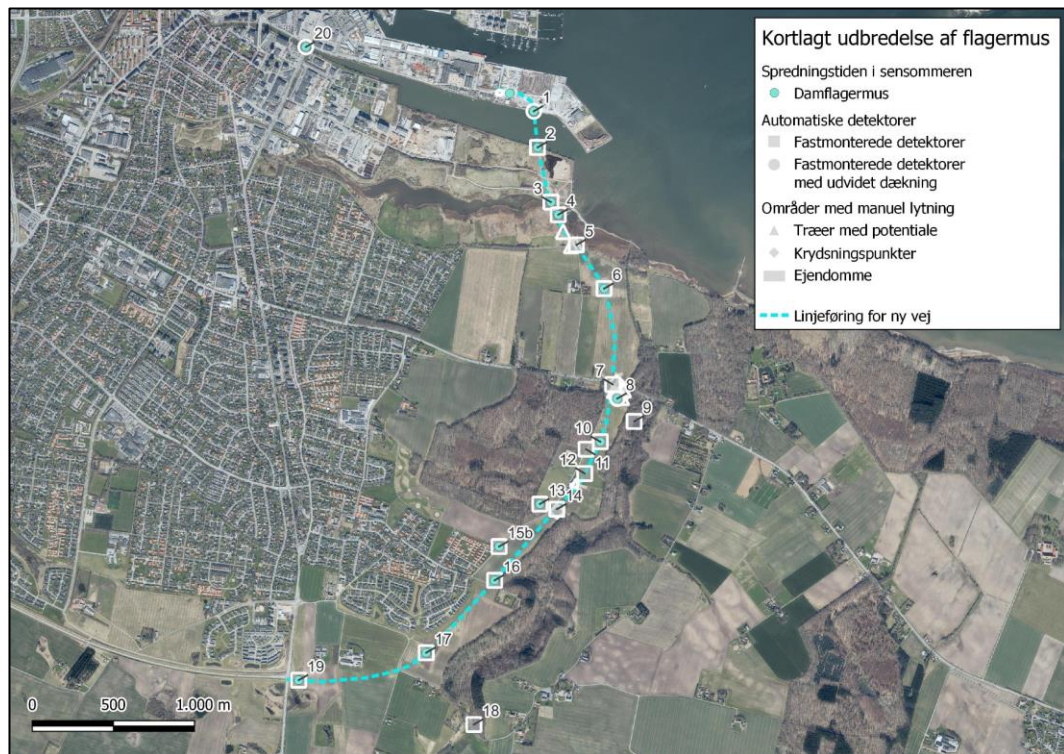 Kortlagt udbredelse af flagermus
Spredningstiden i sensommeren
Damflagermus
Automatiske detektorer
Fastmonterede detektorer
Fastmonterede detektorer
med udvidet dækning
Områder med manuel lytning
Træer med potentiale
Krydsningspunkter
Ejendomme
Linjeføring for ny vej
20
1
2
3
4
5
6
7
8
9
10
11
12
13
14
15b
16
17
19
18
0
500
1.000 m